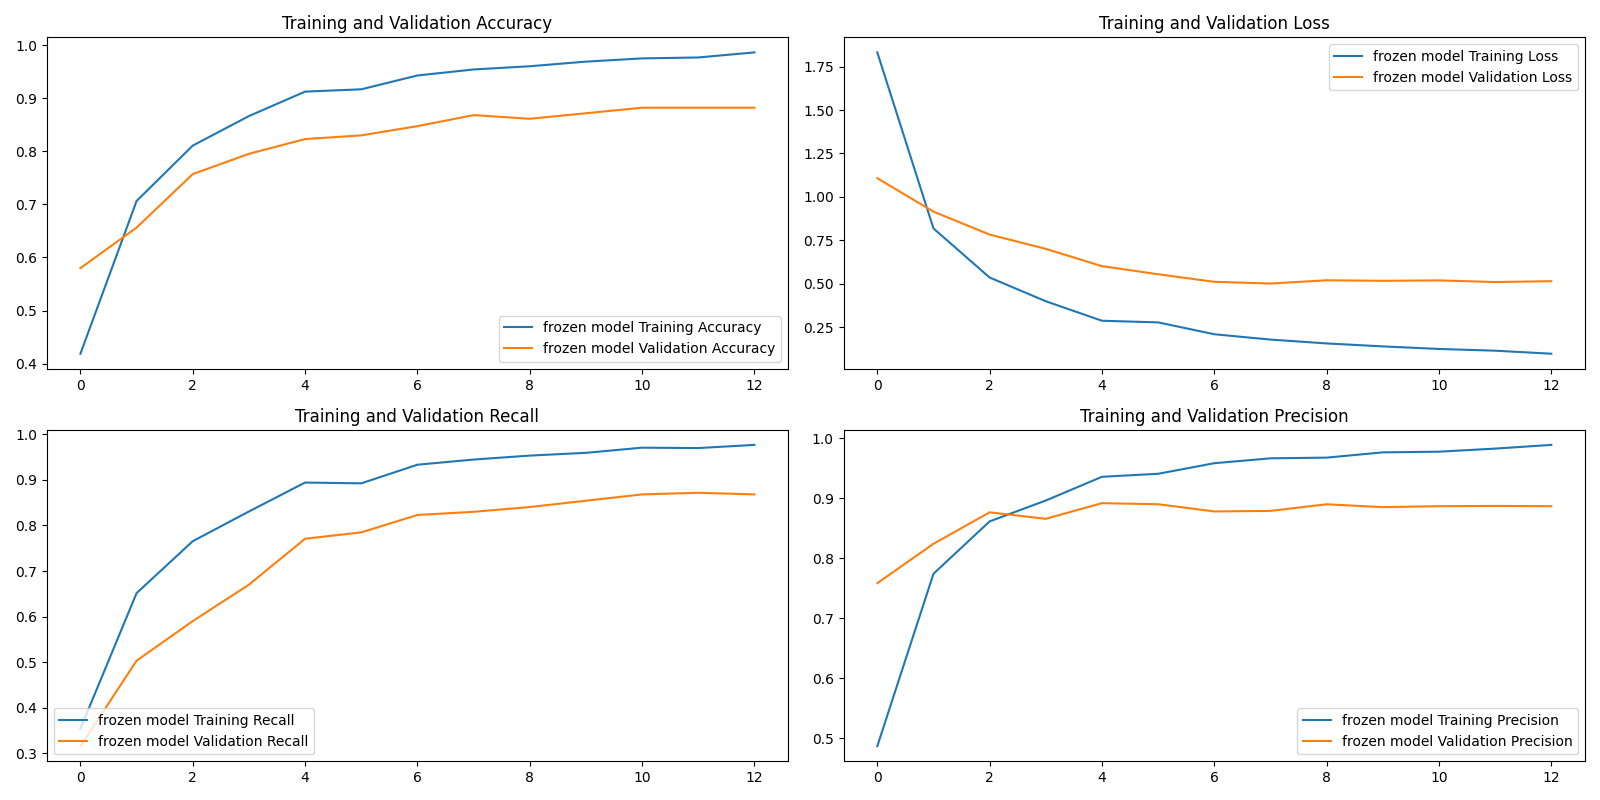 Training and Validation Accuracy
1.0
0.9
0.8
0.7
0.6
0.5
0.4
frozen model Training Accuracy
frozen model Validation Accuracy
0 2 4 6 8 10 12
Training and Validation Loss
1.75
1.50
1.25
1.00
0.75
0.50
0.25
frozen model Training Loss
frozen model Validation Loss
0 2 4 6 8 10 12
Training and Validation Recall
1.0
0.9
0.8
0.7
0.6
0.5
0.4
0.3
frozen model Training Recall
frozen model Validation Recall
0 2 4 6 8 10 12
Training and Validation Precision
1.0
0.9
0.8
0.7
0.6
0.5
frozen model Training Precision
frozen model Validation Precision
0 2 4 6 8 10 12